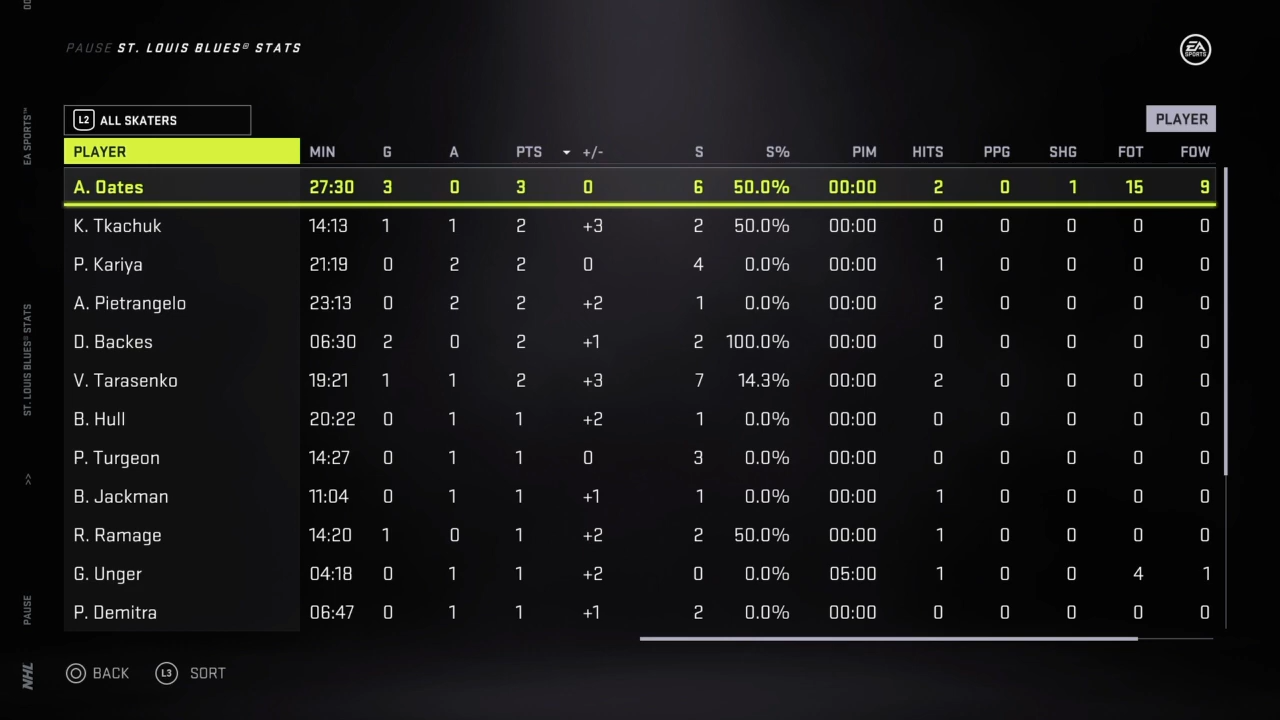 PAUSE ST. LOUIS BLUES® STATS
EA SPORTS
L2 ALL SKATERS
PLAYER
PLAYER MIN G A PTS +/- S S% PIM HITS PPG SHG FOT FOW
A. Oates 27:30 3 0 3 0 6 50.0% 00:00 2 0 1 15 9
K. Tkachuk 14:13 1 1 2 +3 2 50.0% 00:00 0 0 0 0 0
P. Kariya 21:19 0 2 2 0 4 0.0% 00:00 1 0 0 0 0
A. Pietrangelo 23:13 0 2 2 +2 1 0.0% 00:00 2 0 0 0 0
D. Backes 06:30 2 0 2 +1 2 100.0% 00:00 0 0 0 0 0
V. Tarasenko 19:21 1 1 2 +3 7 14.3% 00:00 2 0 0 0 0
B. Hull 20:22 0 1 1 +2 1 0.0% 00:00 0 0 0 0 0
P. Turgeon 14:27 0 1 1 0 3 0.0% 00:00 0 0 0 0 0
B. Jackman 11:04 0 1 1 +1 1 0.0% 00:00 1 0 0 0 0
R. Ramage 14:20 1 0 1 +2 2 50.0% 00:00 1 0 0 0 0
G. Unger 04:18 0 1 1 +2 0 0.0% 05:00 1 0 0 4 1
P. Demitra 06:47 0 1 1 +1 2 0.0% 00:00 0 0 0 0 0
BACK L3 SORT
NHL PAUSE >> ST. LOUIS BLUES® STATS EA SPORTS™